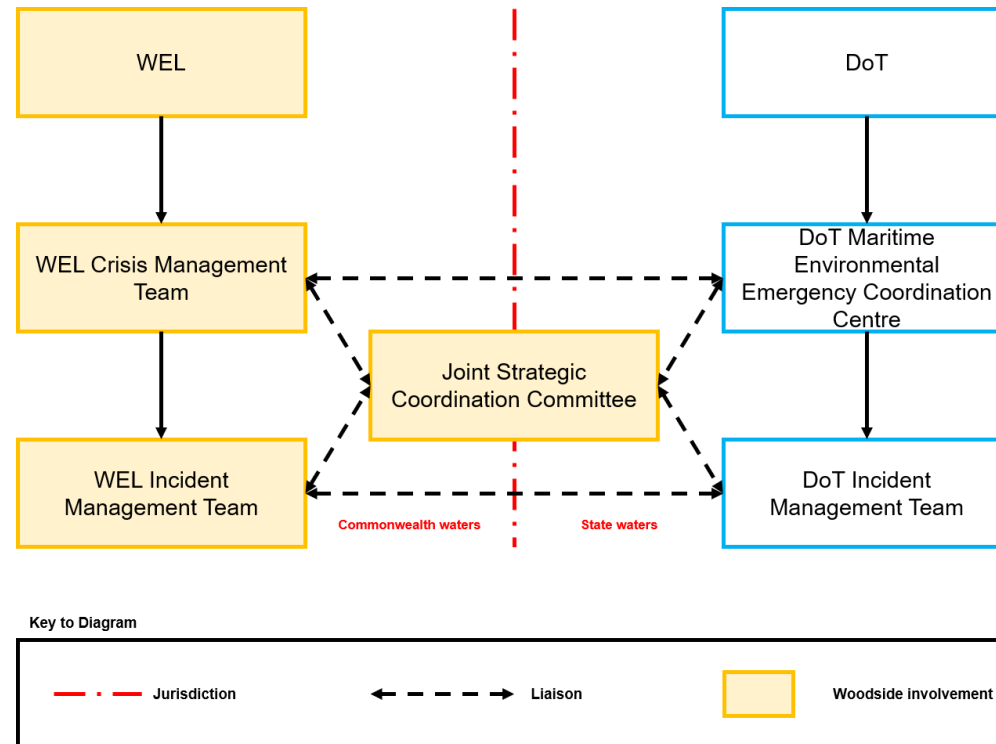 WEL
DoT
WEL Crisis Management
Team
DoT Maritime
Environmental
Emergency Coordination
Centre
Joint Strategic
Coordination Committee
WEL Incident
Management Team
DoT Incident
Management Team
Commonwealth waters
State waters
Key to Diagram
Jurisdiction
Liaison
Woodside involvement